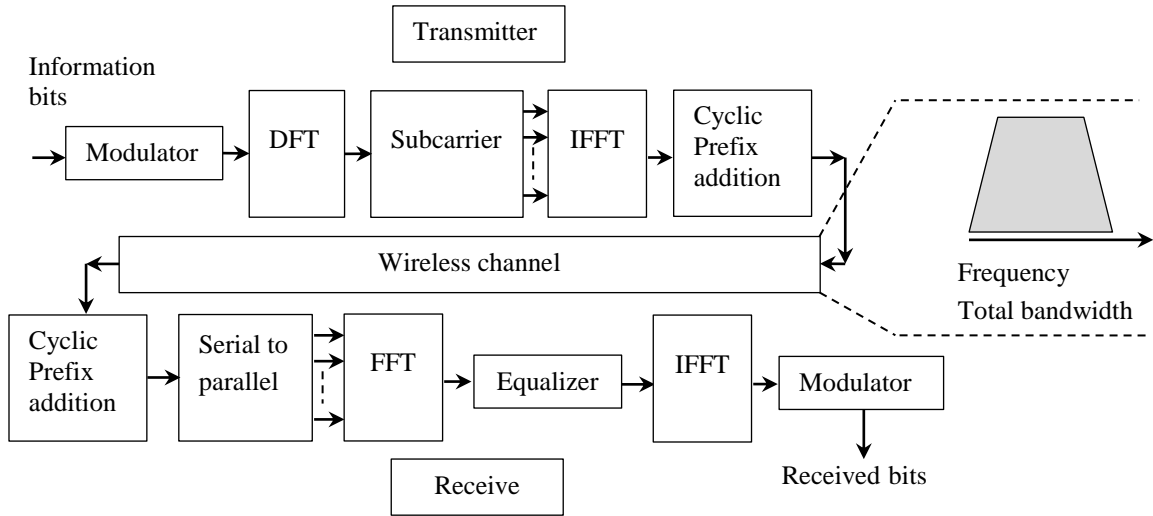 Transmitter
Information
bits
Modulator
DFT
Subcarrier
IFFT
Cyclic
Prefix
addition
Wireless channel
Frequency
Total bandwidth
Cyclic
Prefix
addition
Serial to
parallel
FFT
Equalizer
IFFT
Modulator
Received bits
Receive